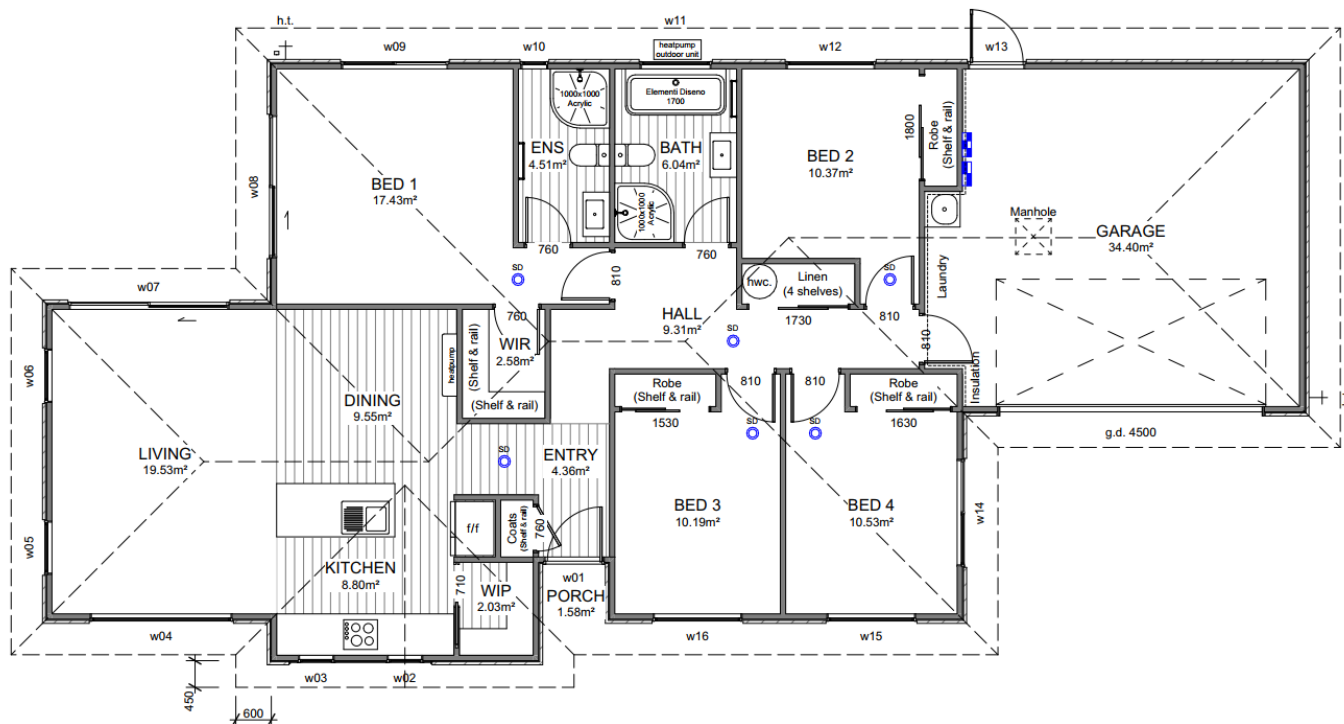 h.t.
w11
w09
w10
heatpump
outdoor unit
w12
w13
1000x1000
Acrylic
Elementi Diseno
1700
ENS
4.51m²
BATH
6.04m²
1000x1000
Acrylic
BED 1
17.43m²
w08
BED 2
10.37m²
1800
Robe
(Shelf & rail)
Manhole
GARAGE
34.40m²
Laundry
760
810
760
SD
SD
hwc.
Linen
(4 shelves)
w07
760
HALL
9.31m²
SD
1730
810
810
Insulation
WIR
2.58m²
(Shelf & rail)
(Shelf & rail)
heatpump
w06
DINING
9.55m²
Robe
(Shelf & rail)
810
810
Robe
(Shelf & rail)
1530
1630
SD
SD
g.d. 4500
LIVING
19.53m²
SD
ENTRY
4.36m²
BED 3
10.19m²
BED 4
10.53m²
w14
f/f
Coats
(Shelf & rail)
760
w05
KITCHEN
8.80m²
710
WIP
2.03m²
w01
PORCH
1.58m²
w04
w16
w15
w03
w02
450
600